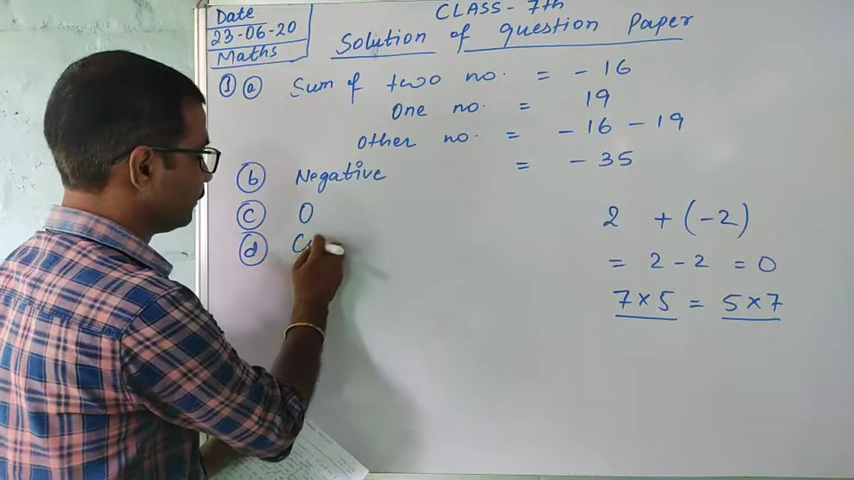 Date
23-06-20
Maths
CLASS- 7th
Solution of question Paper
① ⓐ Sum of two no. = -16
One no. = 19
Other no. = -16 - 19
= -35
ⓑ Negative
ⓒ 0
ⓓ Co
2 + (-2)
= 2 - 2 = 0
7×5 = 5×7